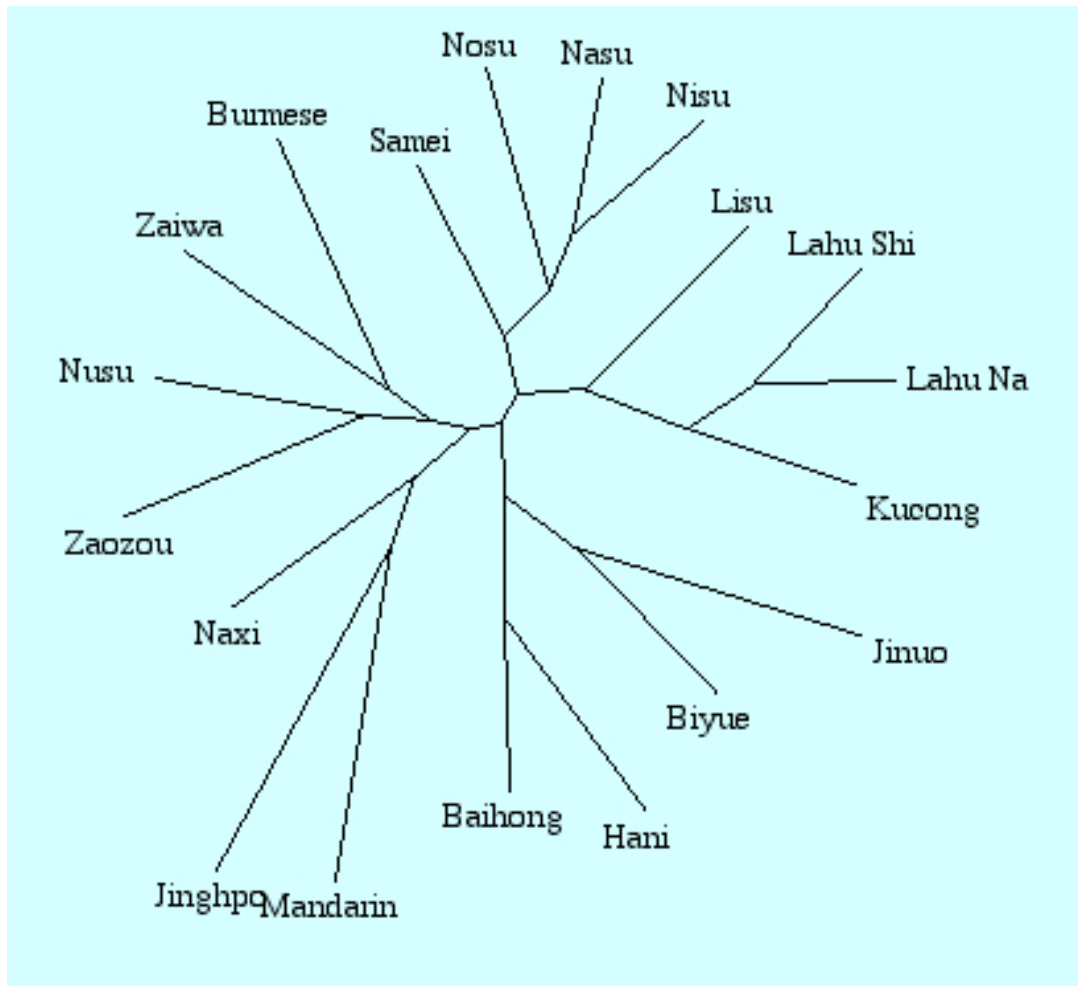 Nosu
Nasu
Nisu
Burmese
Samei
Lisu
Zaiwa
Lahu Shi
Nusu
Lahu Na
Kucong
Zaozou
Naxi
Jinuo
Biyue
Baihong
Hani
Jinghpo
Mandarin